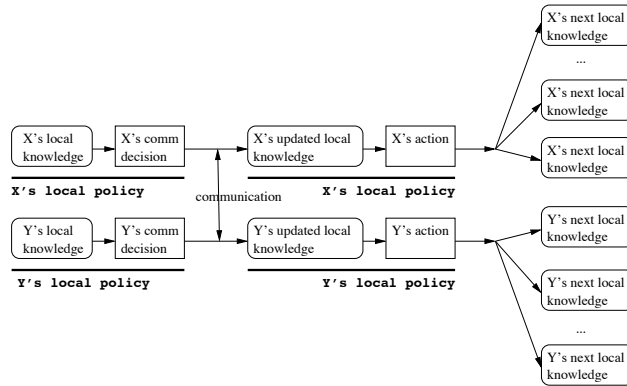 X's next local
knowledge
...
X's next local
knowledge
X's local
knowledge
X's comm
decision
X's updated local
knowledge
X's action
X's next local
knowledge
X's local policy
X's local policy
communication
Y's local
knowledge
Y's comm
decision
Y's updated local
knowledge
Y's action
Y's next local
knowledge
Y's local policy
Y's local policy
Y's next local
knowledge
...
Y's next local
knowledge